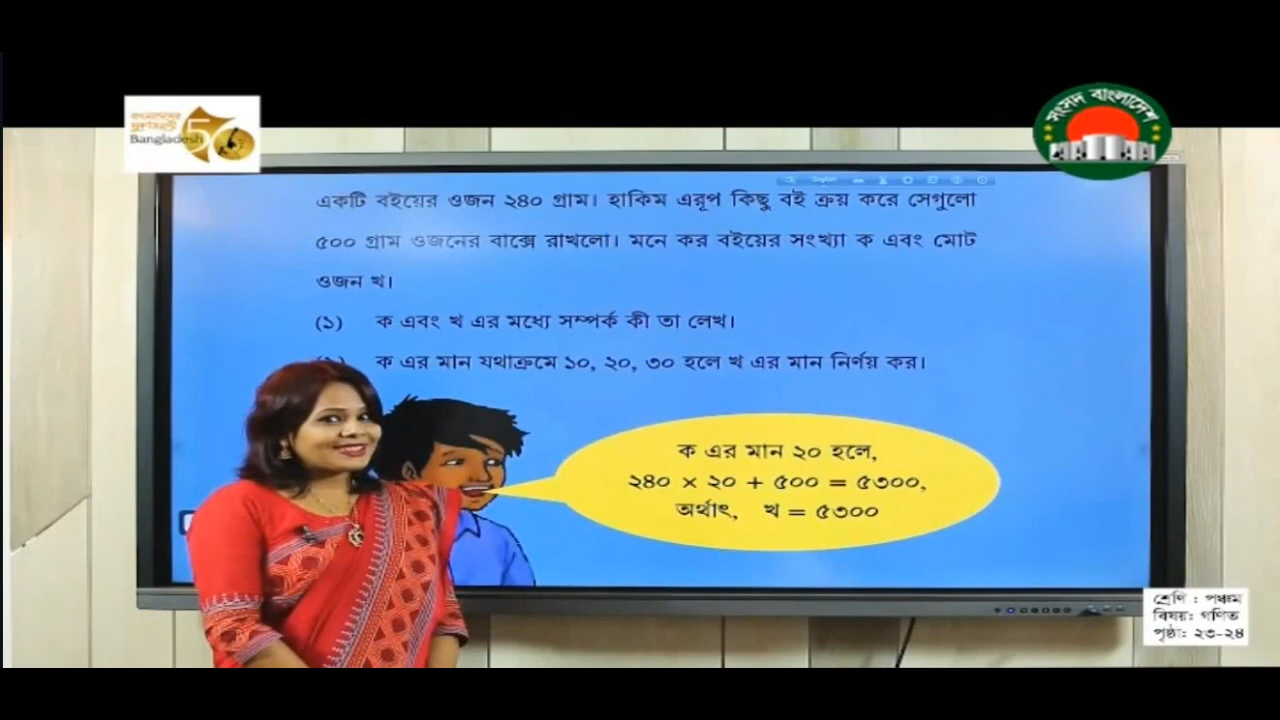 Bangladesh 50
সংসদ বাংলাদেশ
English
একটি বইয়ের ওজন ২৪০ গ্রাম। হাকিম এরূপ কিছু বই ক্রয় করে সেগুলো
৫০০ গ্রাম ওজনের বাক্সে রাখলো। মনে কর বইয়ের সংখ্যা ক এবং মোট
ওজন খ।
(১) ক এবং খ এর মধ্যে সম্পর্ক কী তা লেখ।
ক এর মান যথাক্রমে ১০, ২০, ৩০ হলে খ এর মান নির্ণয় কর।
ক এর মান ২০ হলে,
২৪০ × ২০ + ৫০০ = ৫৩০০,
অর্থাৎ, খ = ৫৩০০
শ্রেণি : পঞ্চম
বিষয়: গণিত
পৃষ্ঠা: ২৩-২৪